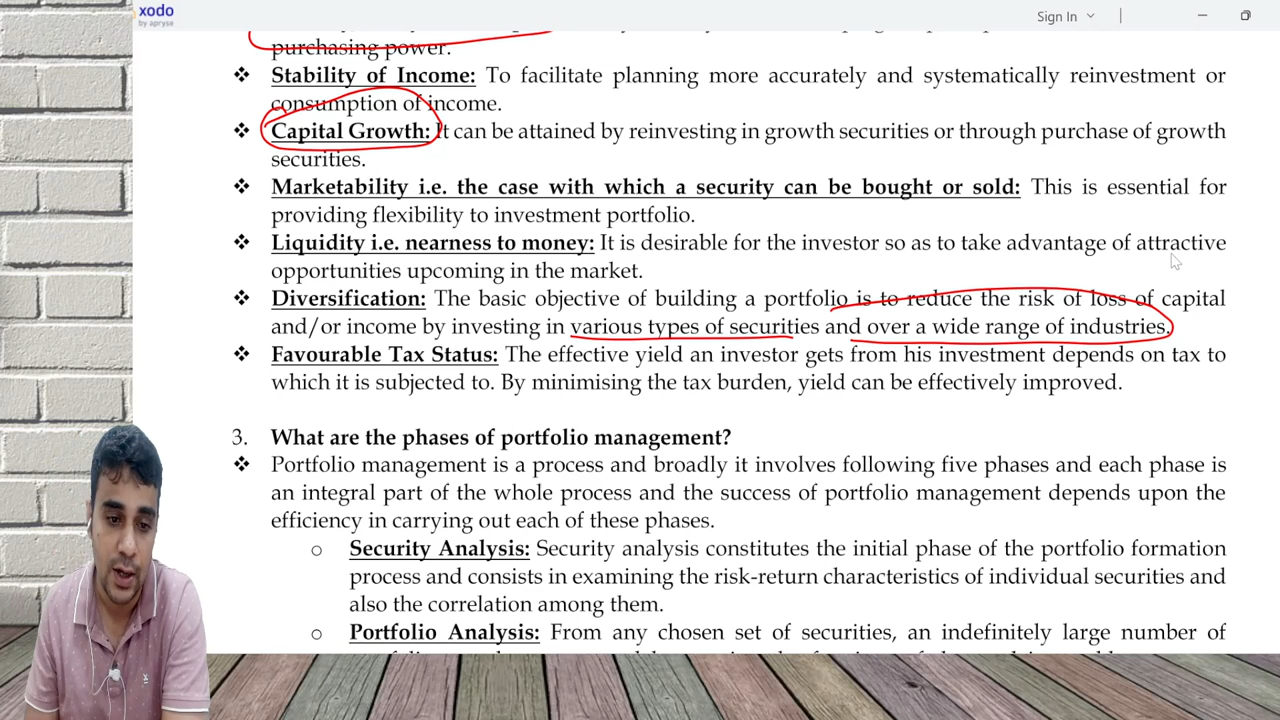 xodo
by apryse
Sign In
purchasing power.
❖ Stability of Income: To facilitate planning more accurately and systematically reinvestment or
consumption of income.
❖ Capital Growth: It can be attained by reinvesting in growth securities or through purchase of growth
securities.
❖ Marketability i.e. the case with which a security can be bought or sold: This is essential for
providing flexibility to investment portfolio.
❖ Liquidity i.e. nearness to money: It is desirable for the investor so as to take advantage of attractive
opportunities upcoming in the market.
❖ Diversification: The basic objective of building a portfolio is to reduce the risk of loss of capital
and/or income by investing in various types of securities and over a wide range of industries.
❖ Favourable Tax Status: The effective yield an investor gets from his investment depends on tax to
which it is subjected to. By minimising the tax burden, yield can be effectively improved.
3. What are the phases of portfolio management?
❖ Portfolio management is a process and broadly it involves following five phases and each phase is
an integral part of the whole process and the success of portfolio management depends upon the
efficiency in carrying out each of these phases.
o Security Analysis: Security analysis constitutes the initial phase of the portfolio formation
process and consists in examining the risk-return characteristics of individual securities and
also the correlation among them.
o Portfolio Analysis: From any chosen set of securities, an indefinitely large number of